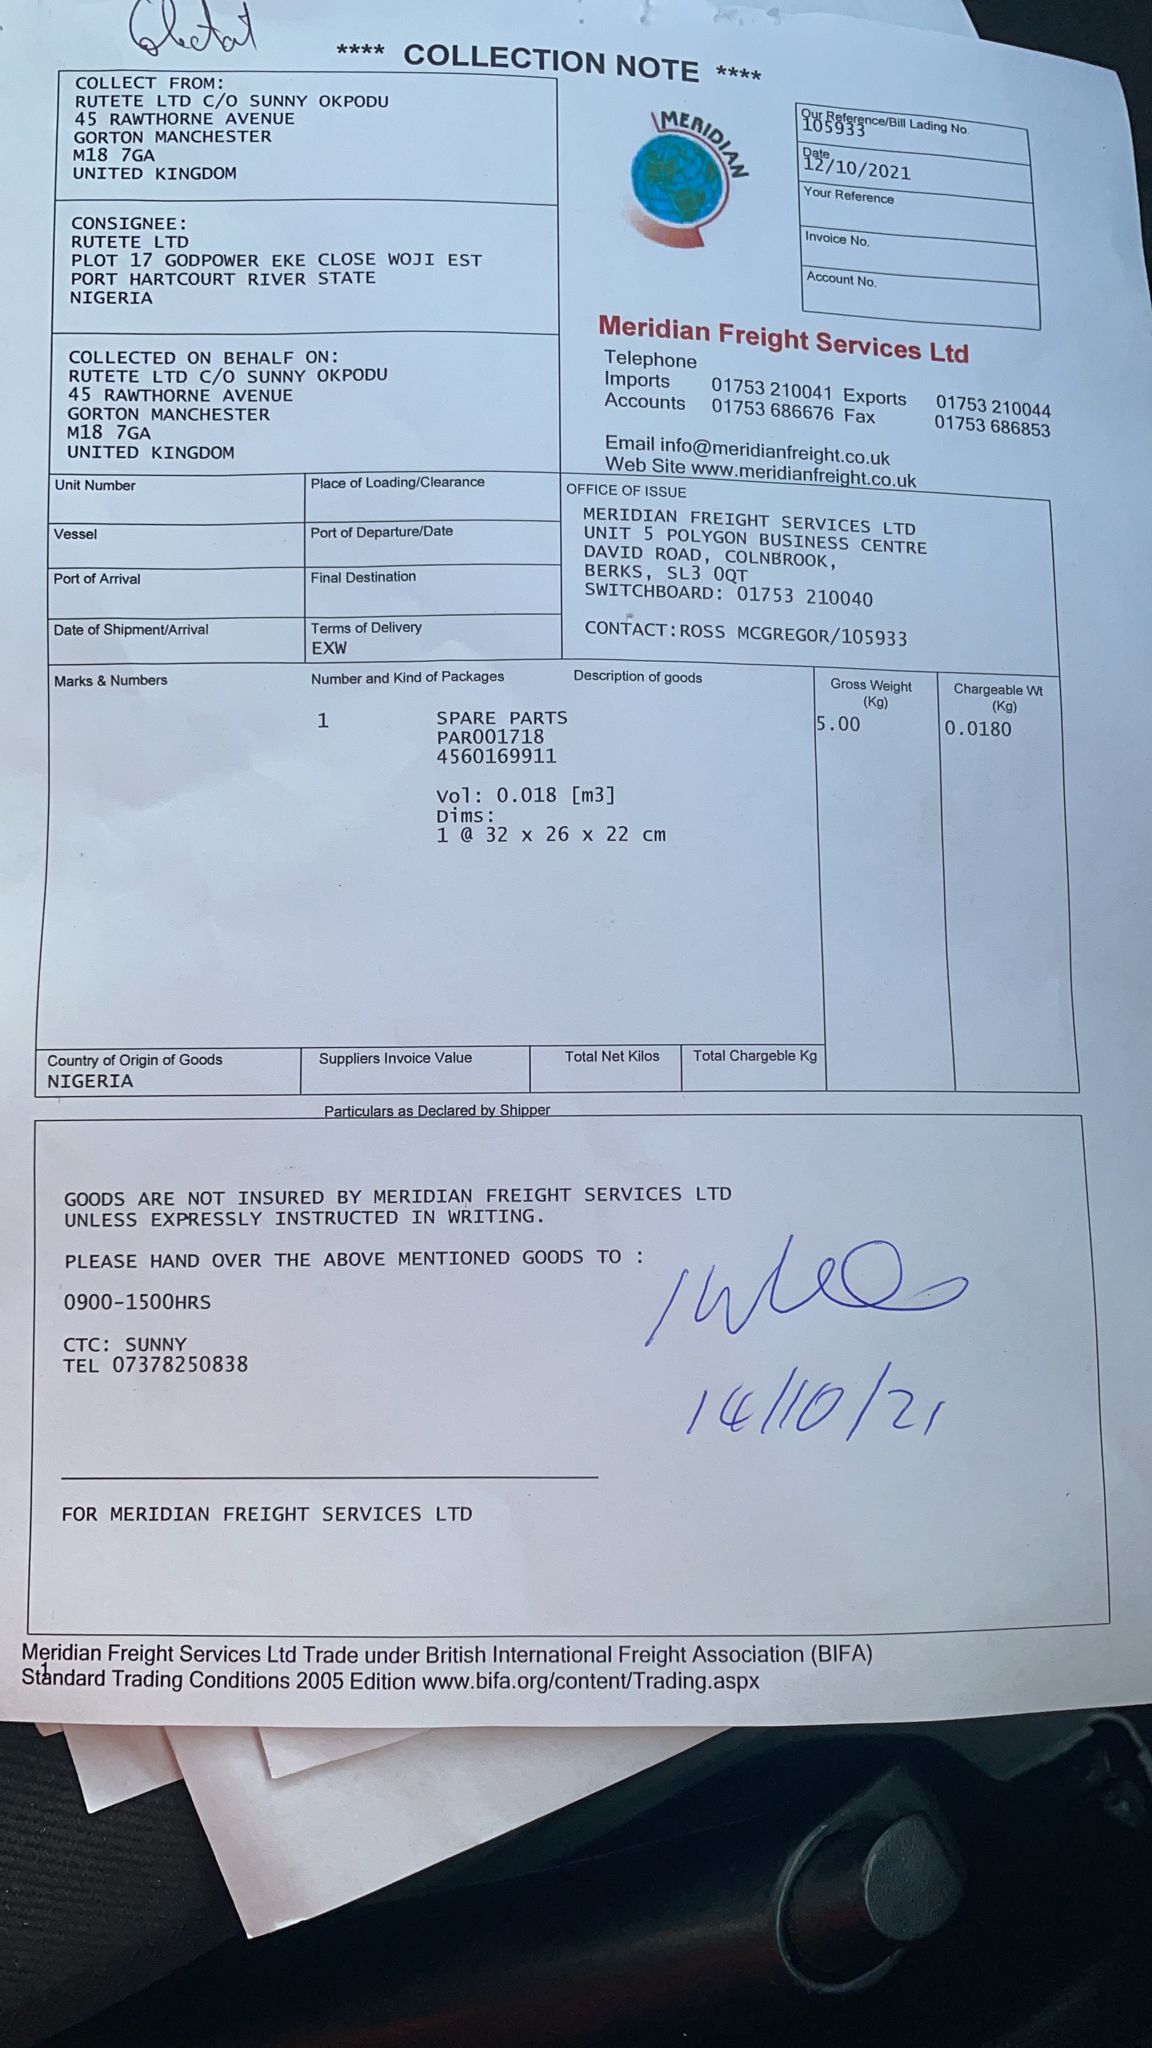 **** COLLECTION NOTE ****
COLLECT FROM:
RUTETE LTD C/O SUNNY OKPODU
45 RAWTHORNE AVENUE
GORTON MANCHESTER
M18 7GA
UNITED KINGDOM
CONSIGNEE:
RUTETE LTD
PLOT 17 GODPOWER EKE CLOSE WOJI EST
PORT HARTCOURT RIVER STATE
NIGERIA
COLLECTED ON BEHALF ON:
RUTETE LTD C/O SUNNY OKPODU
45 RAWTHORNE AVENUE
GORTON MANCHESTER
M18 7GA
UNITED KINGDOM
MERIDIAN
Our Reference/Bill Lading No.
105933
Date
12/10/2021
Your Reference
Invoice No.
Account No.
Meridian Freight Services Ltd
Telephone
Imports 01753 210041 Exports 01753 210044
Accounts 01753 686676 Fax 01753 686853
Email info@meridianfreight.co.uk
Web Site www.meridianfreight.co.uk
Unit Number
Place of Loading/Clearance
Vessel
Port of Departure/Date
Port of Arrival
Final Destination
Date of Shipment/Arrival
Terms of Delivery
EXW
OFFICE OF ISSUE
MERIDIAN FREIGHT SERVICES LTD
UNIT 5 POLYGON BUSINESS CENTRE
DAVID ROAD, COLNBROOK,
BERKS, SL3 0QT
SWITCHBOARD: 01753 210040
CONTACT:ROSS MCGREGOR/105933
Marks & Numbers
Number and Kind of Packages
Description of goods
Gross Weight
(Kg)
Chargeable Wt
(Kg)
1 SPARE PARTS 5.00 0.0180
PAR001718
4560169911
Vol: 0.018 [m3]
Dims:
1 @ 32 x 26 x 22 cm
Country of Origin of Goods
NIGERIA
Suppliers Invoice Value
Total Net Kilos
Total Chargeble Kg
Particulars as Declared by Shipper
GOODS ARE NOT INSURED BY MERIDIAN FREIGHT SERVICES LTD
UNLESS EXPRESSLY INSTRUCTED IN WRITING.
PLEASE HAND OVER THE ABOVE MENTIONED GOODS TO :
0900-1500HRS
CTC: SUNNY
TEL 07378250838
14/10/21
FOR MERIDIAN FREIGHT SERVICES LTD
Meridian Freight Services Ltd Trade under British International Freight Association (BIFA)
Standard Trading Conditions 2005 Edition www.bifa.org/content/Trading.aspx
1